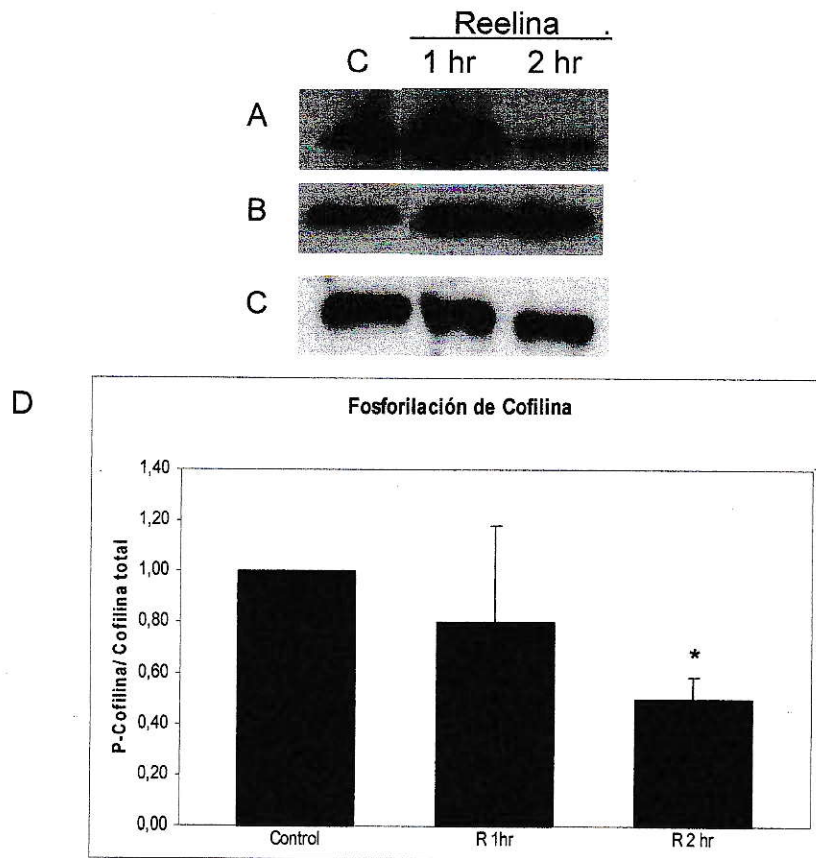 Reelina .
C 1 hr 2 hr
A
B
C
D
Fosforilación de Cofilina
P-Cofilina/ Cofilina total
1,40
1,20
1,00
0,80
0,60
0,40
0,20
0,00
*
Control R 1hr R 2 hr